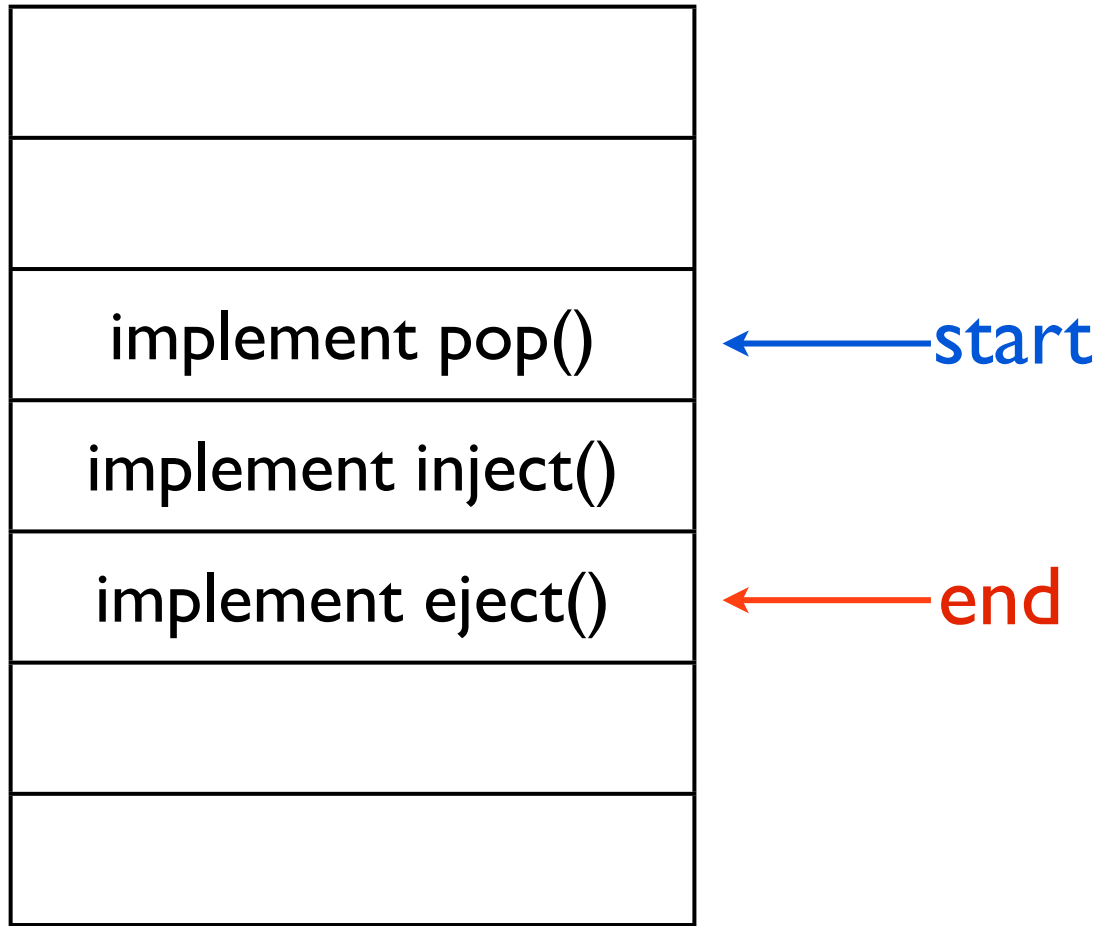 implement pop()
start
implement inject()
implement eject()
end